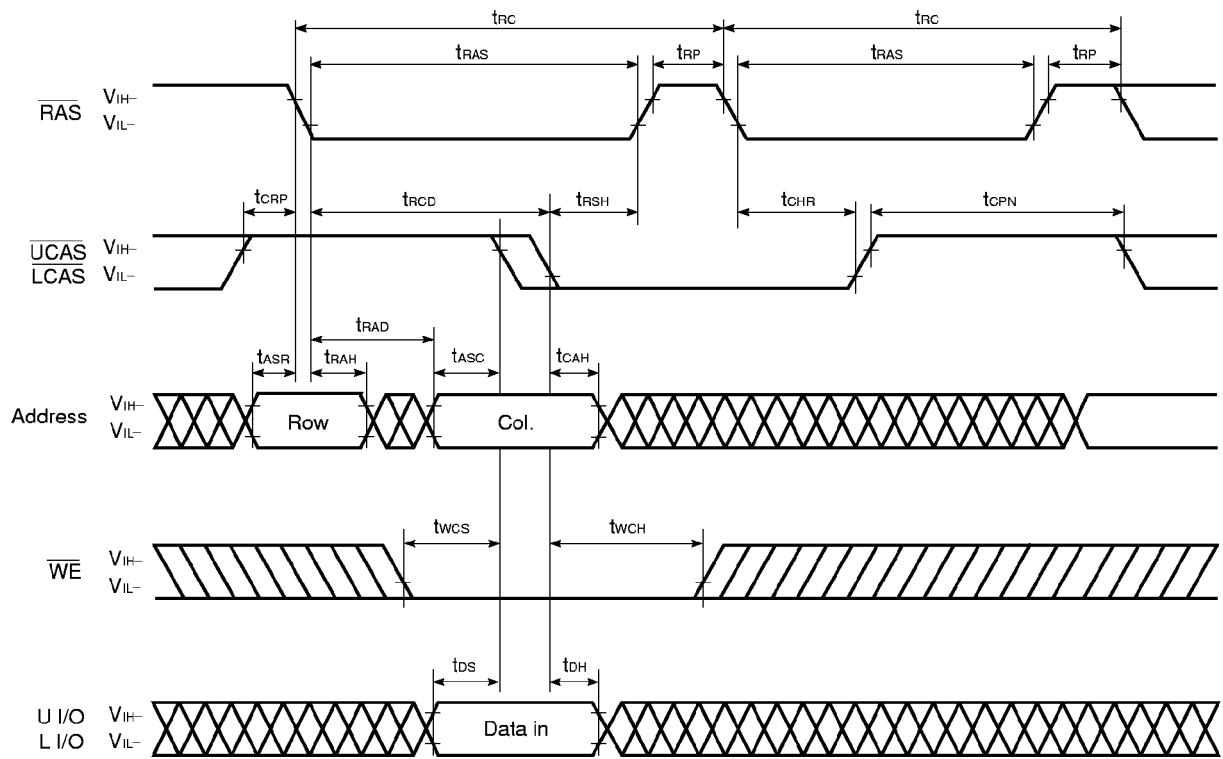 tRC tRC
tRAS tRP tRAS tRP
RAS VIH–
VIL–
tCRP tRCD tRSH tCHR tCPN
UCAS VIH–
LCAS VIL–
tRAD
tASR tRAH tASC tCAH
Address VIH–
VIL–
Row Col.
tWCS tWCH
WE VIH–
VIL–
tDS tDH
U I/O VIH–
L I/O VIL–
Data in